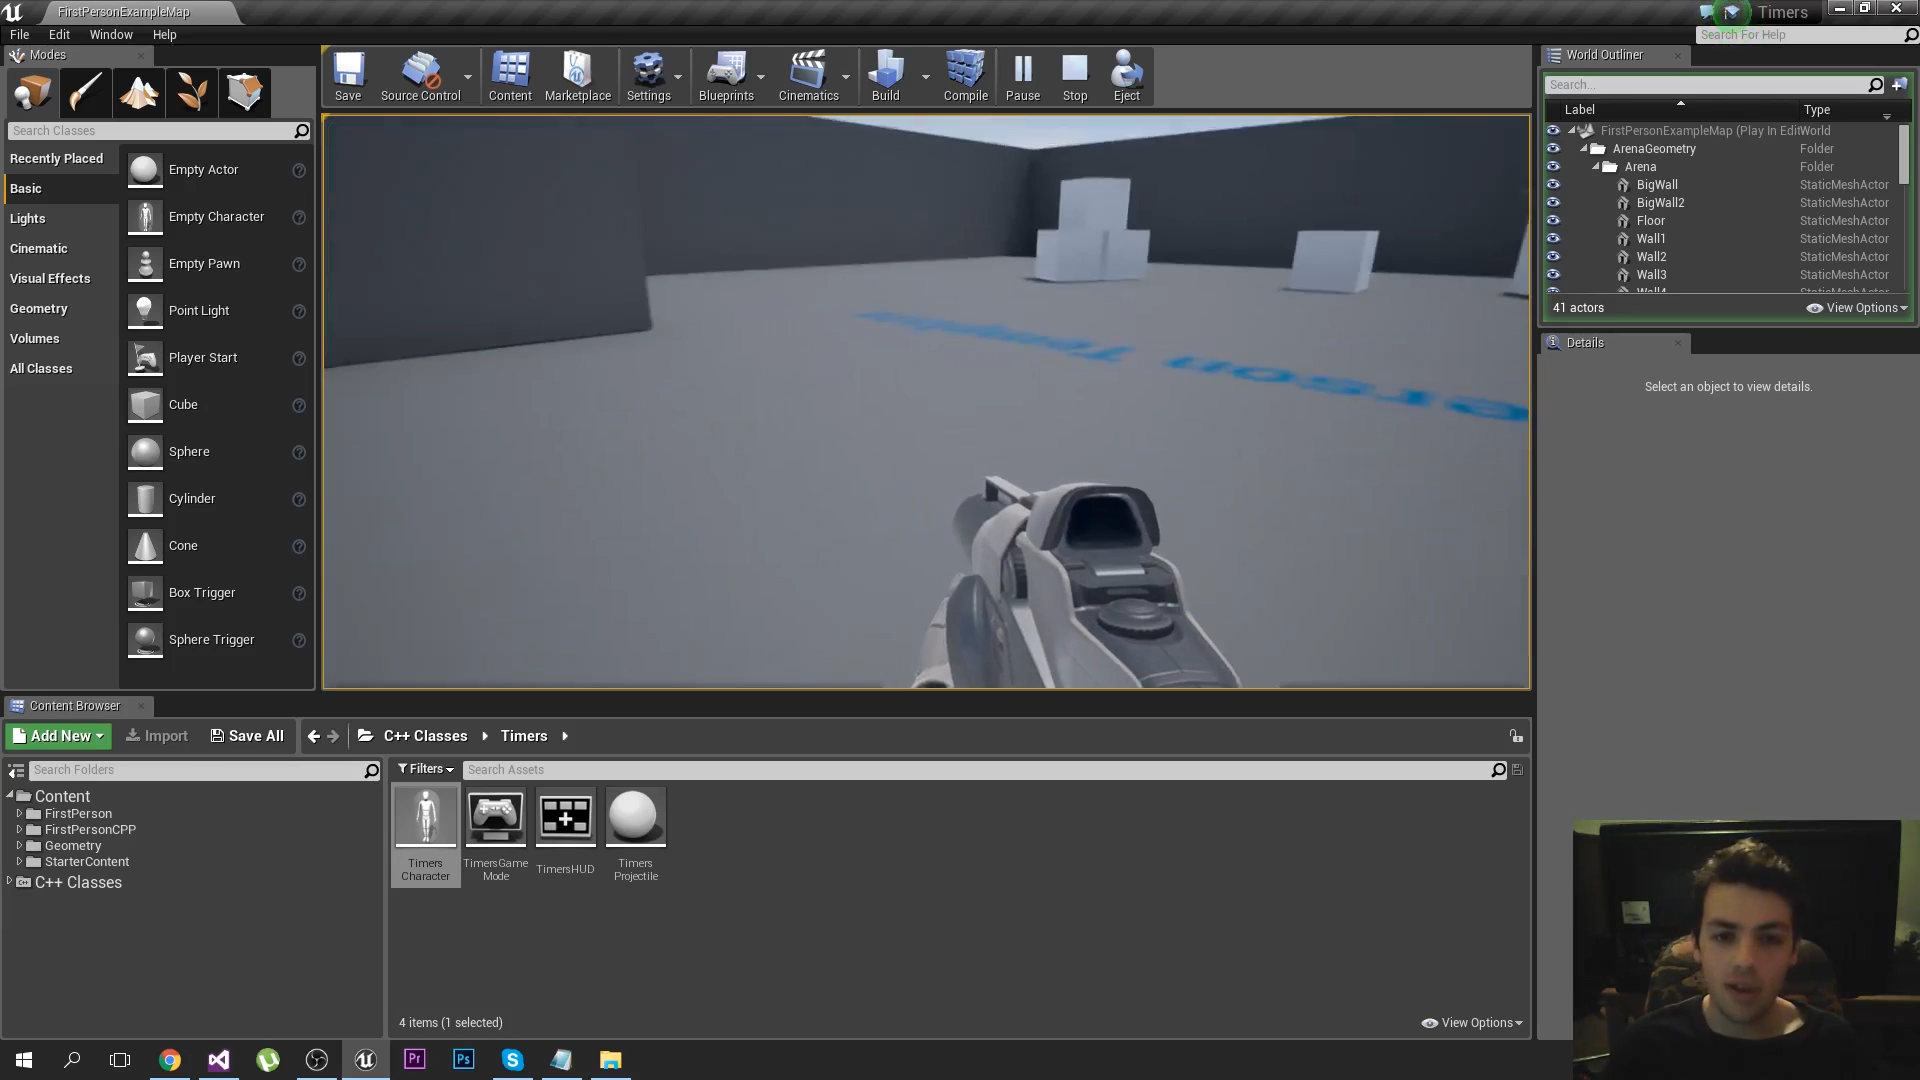 FirstPersonExampleMap
Timers
File Edit Window Help
Search For Help
Modes
World Outliner
Save
Source Control
Content
Marketplace
Settings
Blueprints
Cinematics
Build
Compile
Pause
Stop
Eject
Search...
Label
Type
Search Classes
Recently Placed
Basic
Lights
Cinematic
Visual Effects
Geometry
Volumes
All Classes
Empty Actor
Empty Character
Empty Pawn
Point Light
Player Start
Cube
Sphere
Cylinder
Cone
Box Trigger
Sphere Trigger
FirstPersonExampleMap (Play In Edit World
ArenaGeometry Folder
Arena Folder
BigWall StaticMeshActor
BigWall2 StaticMeshActor
Floor StaticMeshActor
Wall1 StaticMeshActor
Wall2 StaticMeshActor
Wall3 StaticMeshActor
Wall4 StaticMeshActor
41 actors
View Options
Details
Select an object to view details.
Content Browser
Add New
Import
Save All
C++ Classes
Timers
Search Folders
Filters
Search Assets
Content
FirstPerson
FirstPersonCPP
Geometry
StarterContent
C++ Classes
Timers
Character
TimersGame
Mode
TimersHUD
Timers
Projectile
4 items (1 selected)
View Options
Pr
Ps